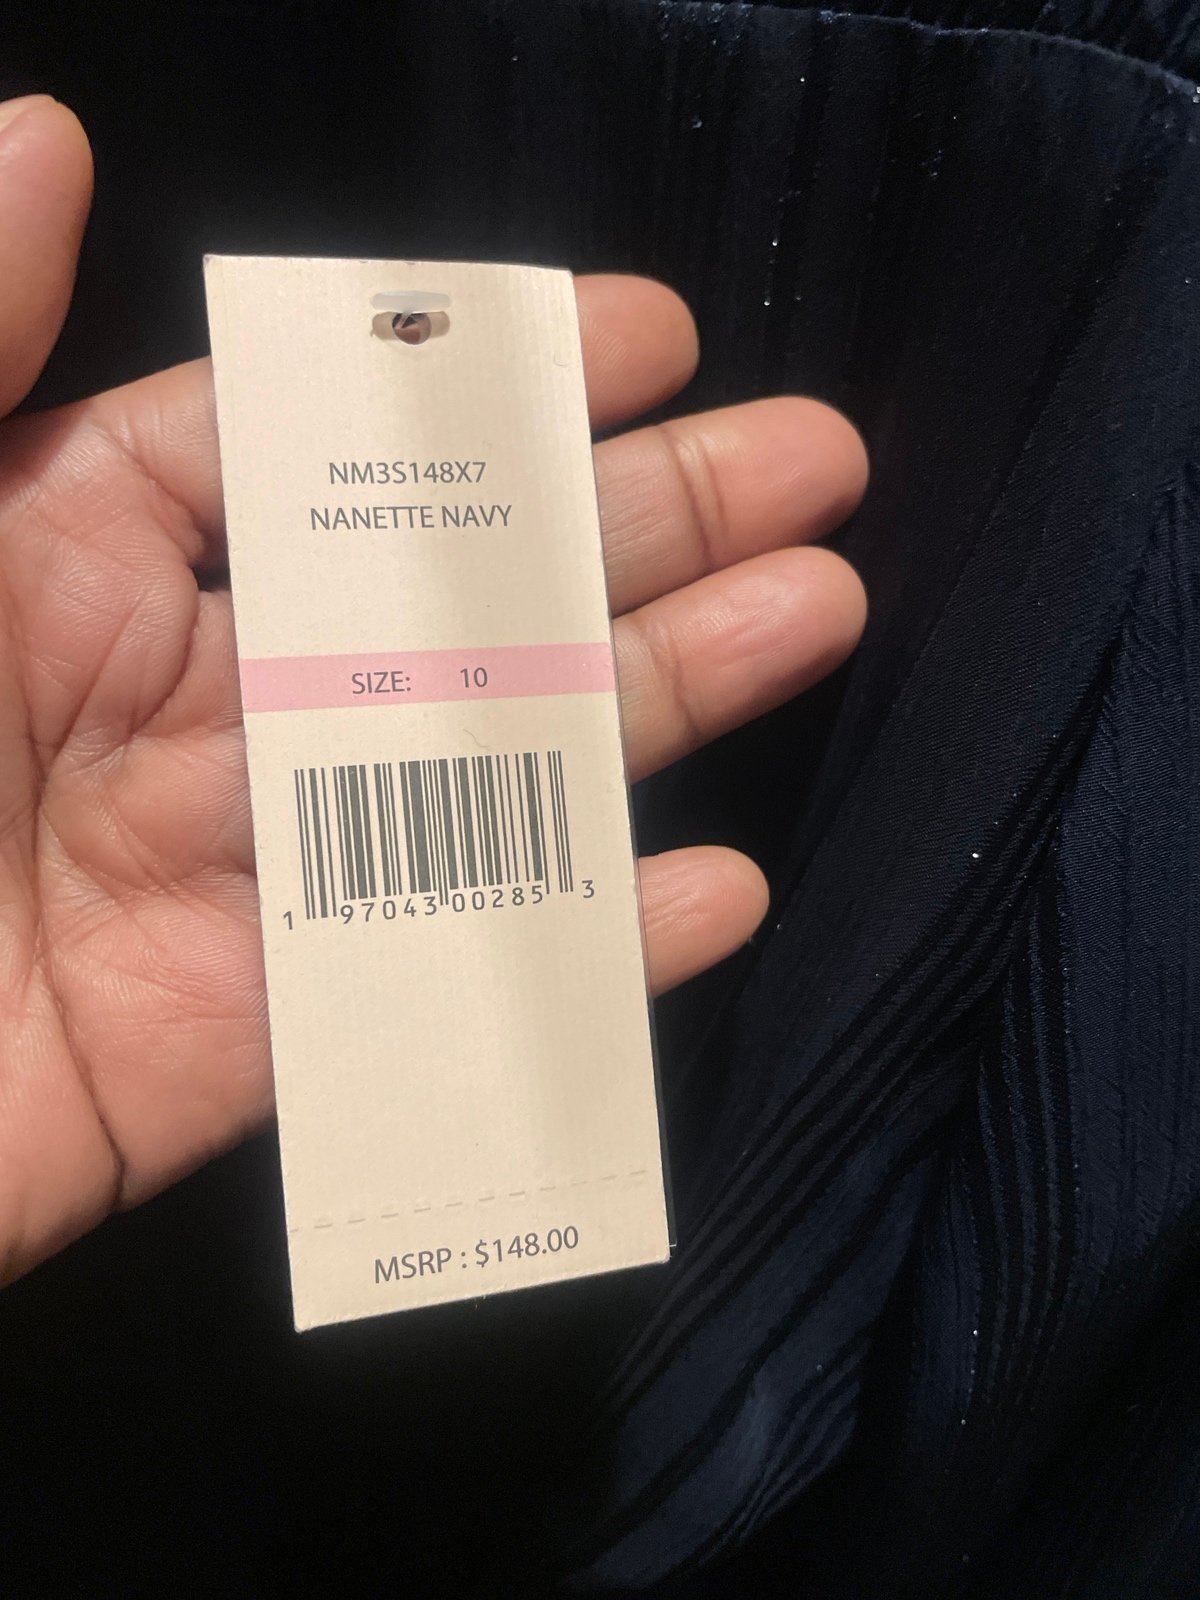 NM3S148X7
NANETTE NAVY
SIZE: 10
1 97043 00285 3
MSRP : $148.00